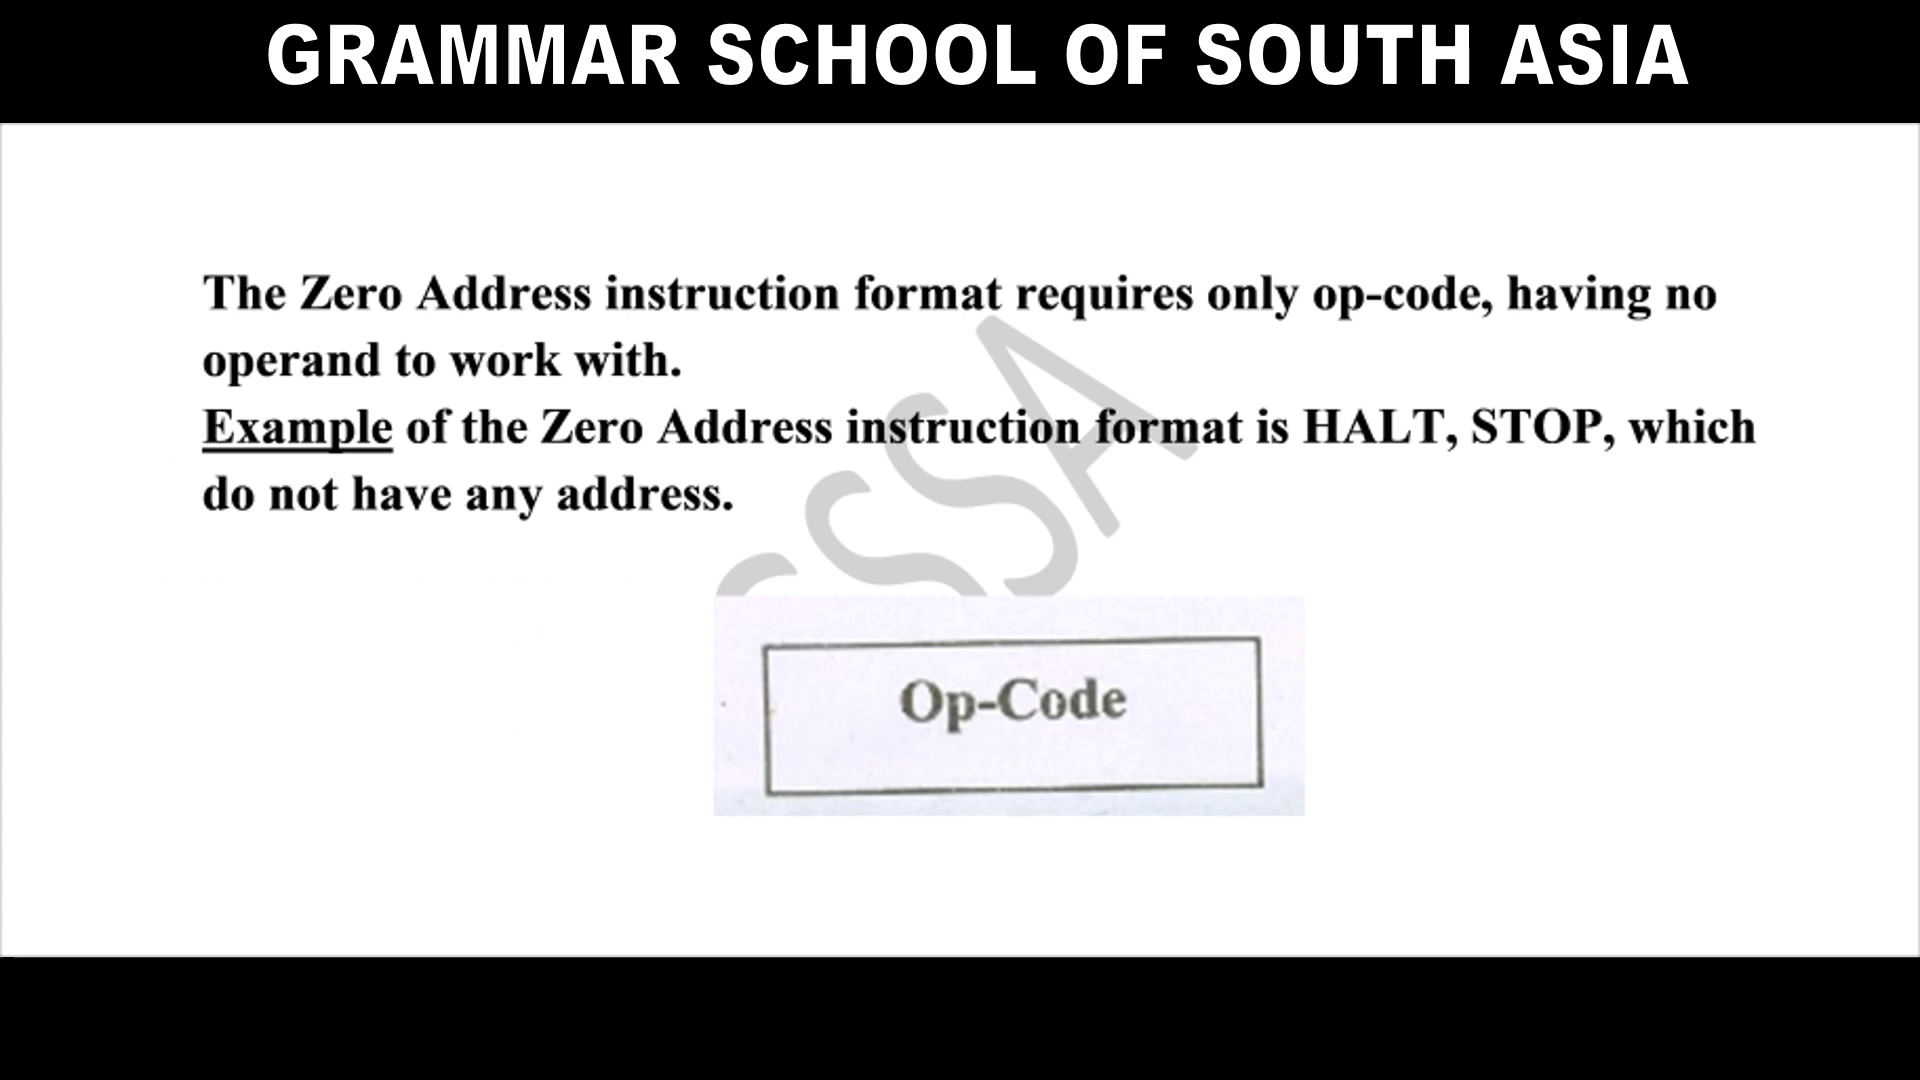 GRAMMAR SCHOOL OF SOUTH ASIA
The Zero Address instruction format requires only op-code, having no
operand to work with.
Example of the Zero Address instruction format is HALT, STOP, which
do not have any address.
GSSA
Op-Code